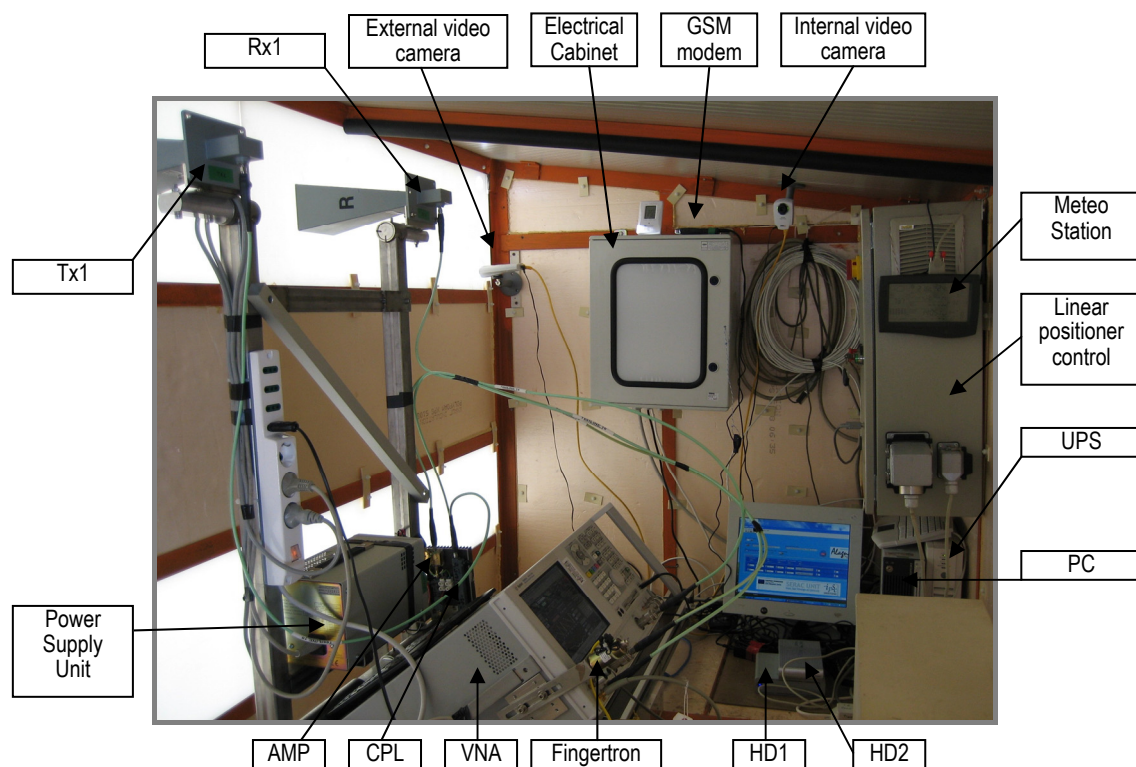 External video
camera
Electrical
Cabinet
GSM
modem
Internal video
camera
Rx1
Meteo
Station
Tx1
R
Linear
positioner
control
UPS
PC
Power
Supply
Unit
AMP
CPL
VNA
Fingertron
HD1
HD2